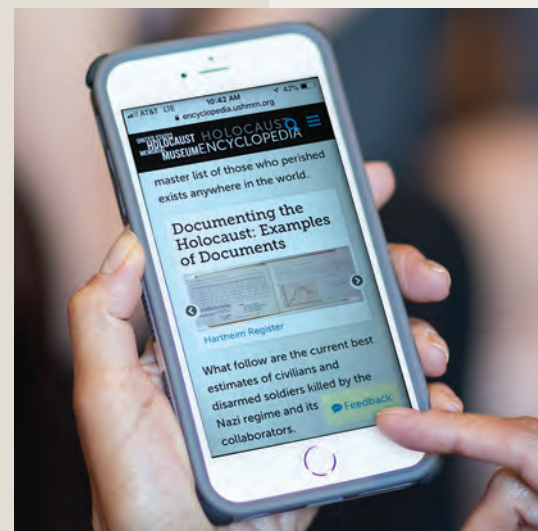 AT&T LTE 10:42 AM 42%
encyclopedia.ushmm.org
UNITED STATES HOLOCAUST MEMORIAL MUSEUM HOLOCAUST ENCYCLOPEDIA
master list of those who perished
exists anywhere in the world.
Documenting the
Holocaust: Examples
of Documents
Hartheim Register
What follow are the current best
estimates of civilians and
disarmed soldiers killed by the
Nazi regime and its
Feedback
collaborators.